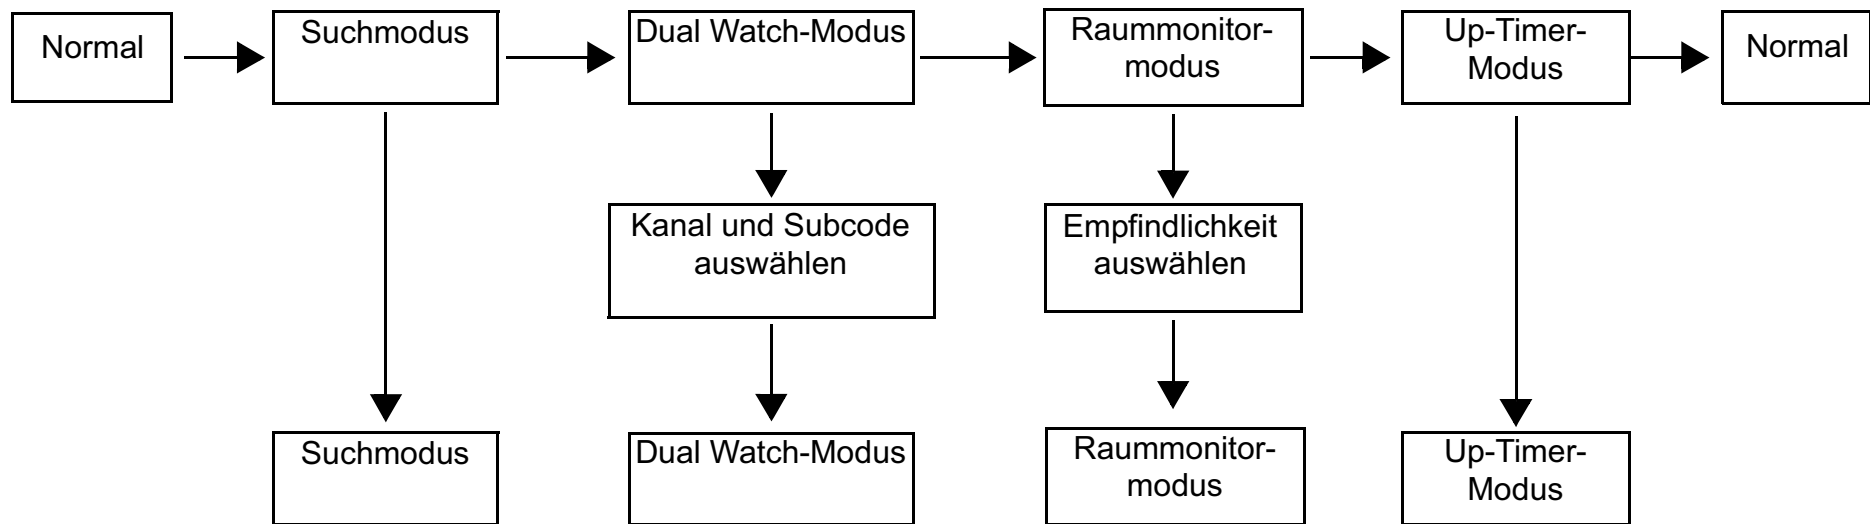 Normal
Suchmodus
Dual Watch-Modus
Raummonitor-
modus
Up-Timer-
Modus
Normal
Kanal und Subcode
auswählen
Empfindlichkeit
auswählen
Suchmodus
Dual Watch-Modus
Raummonitor-
modus
Up-Timer-
Modus